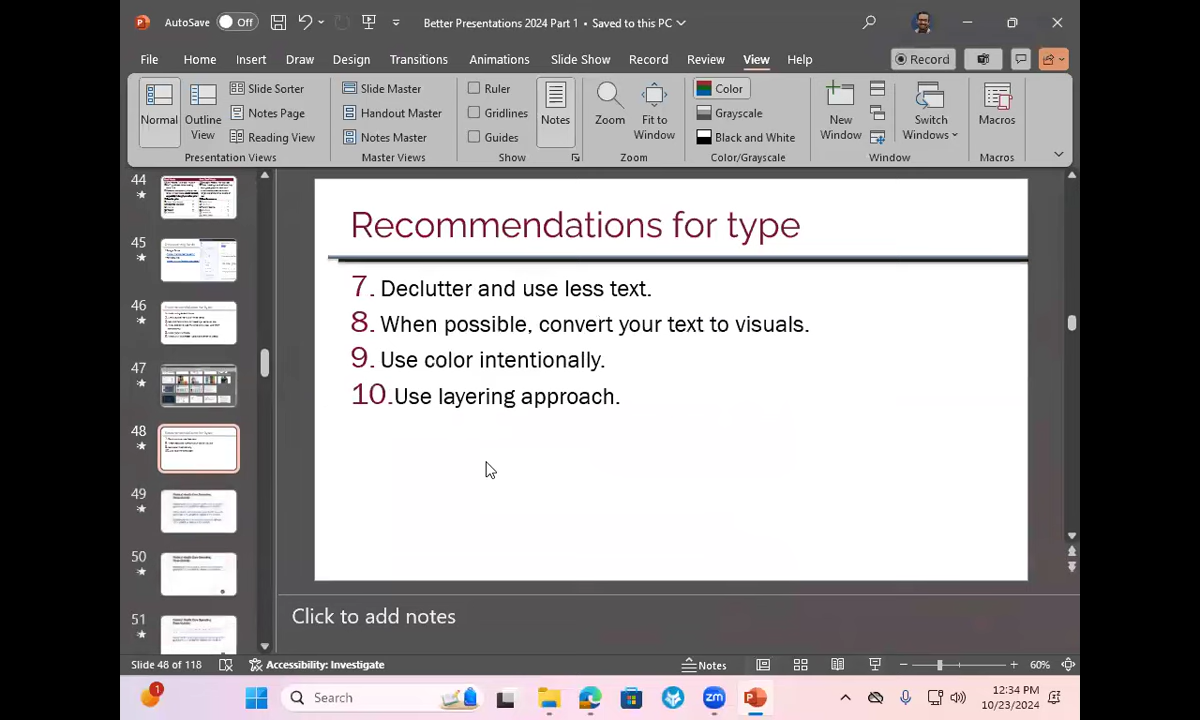 AutoSave Off Better Presentations 2024 Part 1 • Saved to this PC
File Home Insert Draw Design Transitions Animations Slide Show Record Review View Help Record
Normal Outline View Slide Sorter Notes Page Reading View
Presentation Views
Slide Master Handout Master Notes Master
Master Views
Ruler Gridlines Guides Notes
Show
Zoom Fit to Window
Zoom
Color Grayscale Black and White
Color/Grayscale
New Window Switch Windows
Window
Macros
Macros
44
45
46
47
48
49
50
51
Recommendations for type
7. Declutter and use less text.
8. When possible, convert your text to visuals.
9. Use color intentionally.
10. Use layering approach.
Click to add notes
Slide 48 of 118 Accessibility: Investigate Notes 60%
1 Search zm 12:34 PM
10/23/2024